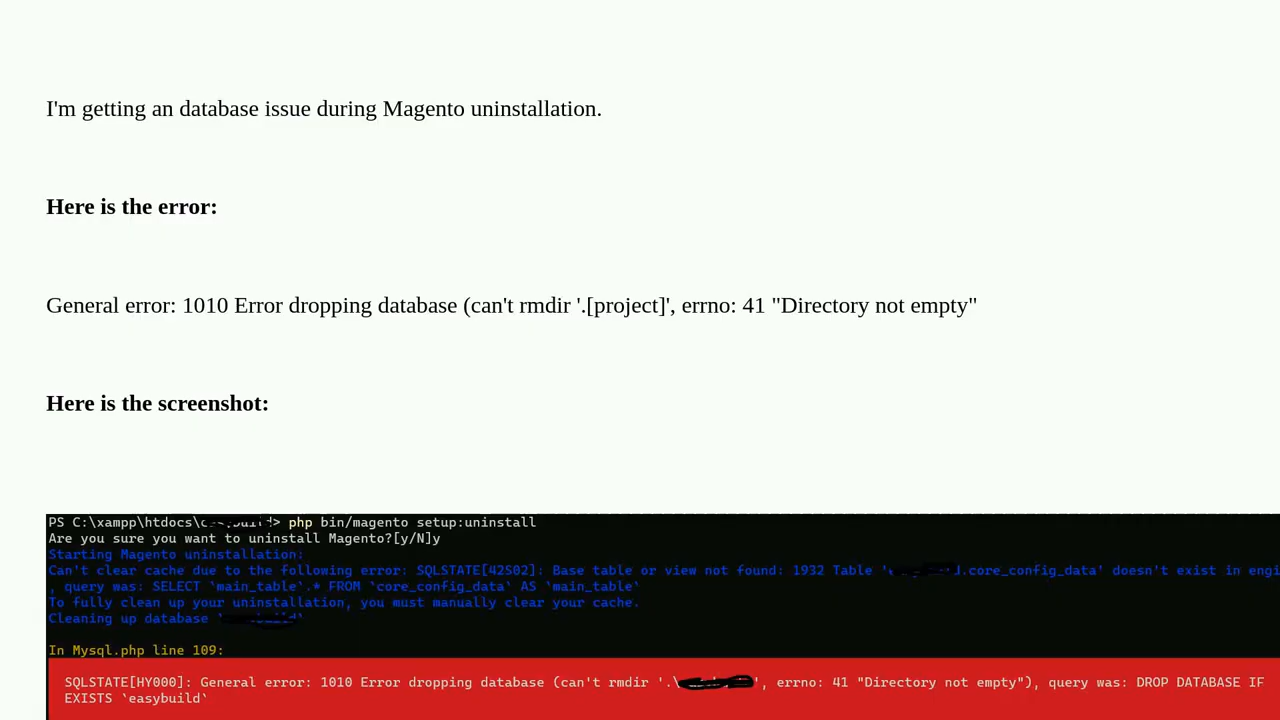 I'm getting an database issue during Magento uninstallation.
Here is the error:
General error: 1010 Error dropping database (can't rmdir '.[project]', errno: 41 "Directory not empty"
Here is the screenshot:
PS C:\xampp\htdocs\ > php bin/magento setup:uninstall
Are you sure you want to uninstall Magento?[y/N]y
Starting Magento uninstallation:
Can't clear cache due to the following error: SQLSTATE[42S02]: Base table or view not found: 1932 Table ' .core_config_data' doesn't exist in engi
, query was: SELECT `main_table`.* FROM `core_config_data` AS `main_table`
To fully clean up your uninstallation, you must manually clear your cache.
Cleaning up database ` `
In Mysql.php line 109:
SQLSTATE[HY000]: General error: 1010 Error dropping database (can't rmdir '.\ ', errno: 41 "Directory not empty"), query was: DROP DATABASE IF
EXISTS `easybuild`